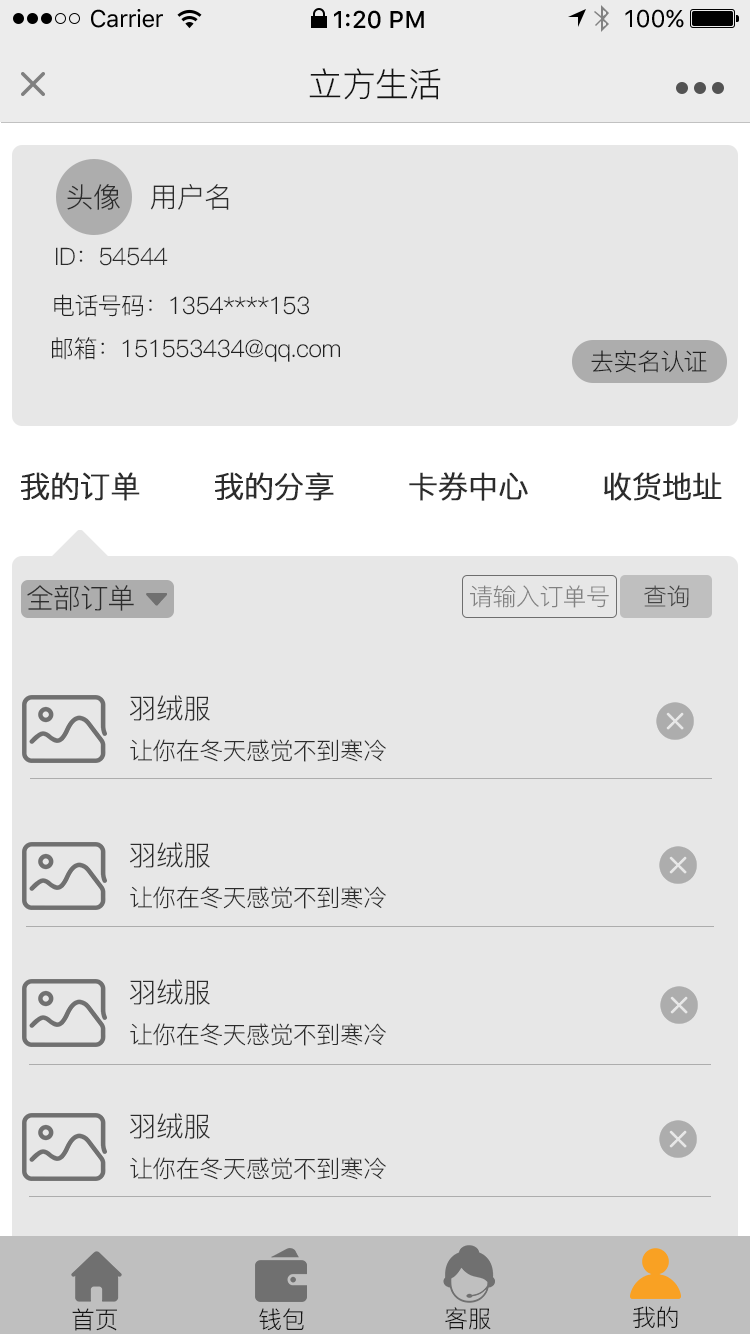 Carrier 1:20 PM 100%
立方生活
头像 用户名
ID：54544
电话号码：1354****153
邮箱：151553434@qq.com
去实名认证
我的订单 我的分享 卡券中心 收货地址
全部订单 请输入订单号 查询
羽绒服
让你在冬天感觉不到寒冷
羽绒服
让你在冬天感觉不到寒冷
羽绒服
让你在冬天感觉不到寒冷
羽绒服
让你在冬天感觉不到寒冷
首页 钱包 客服 我的